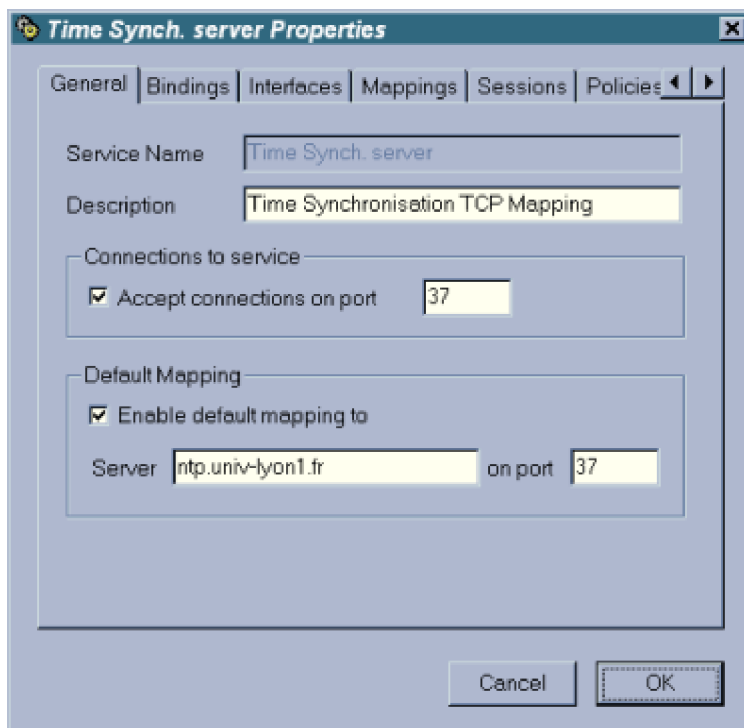 Time Synch. server Properties
General Bindings Interfaces Mappings Sessions Policies
Service Name Time Synch. server
Description Time Synchronisation TCP Mapping
Connections to service
Accept connections on port 37
Default Mapping
Enable default mapping to
Server ntp.univ-lyon1.fr on port 37
Cancel OK